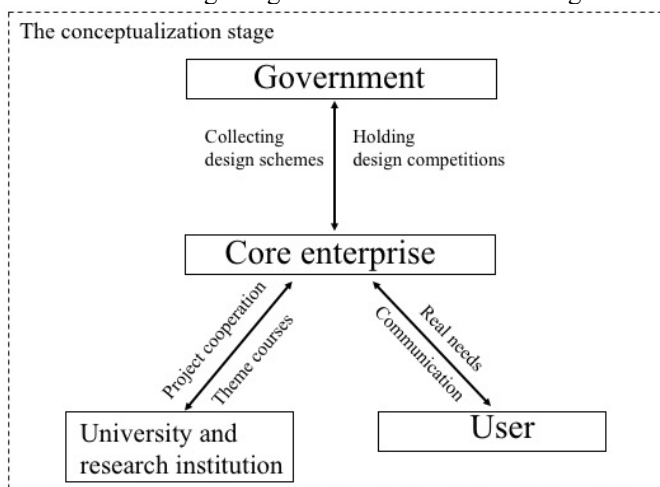 The conceptualization stage
Government
Collecting
design schemes
Holding
design competitions
Core enterprise
Project cooperation
Theme courses
Real needs
Communication
University and
research institution
User